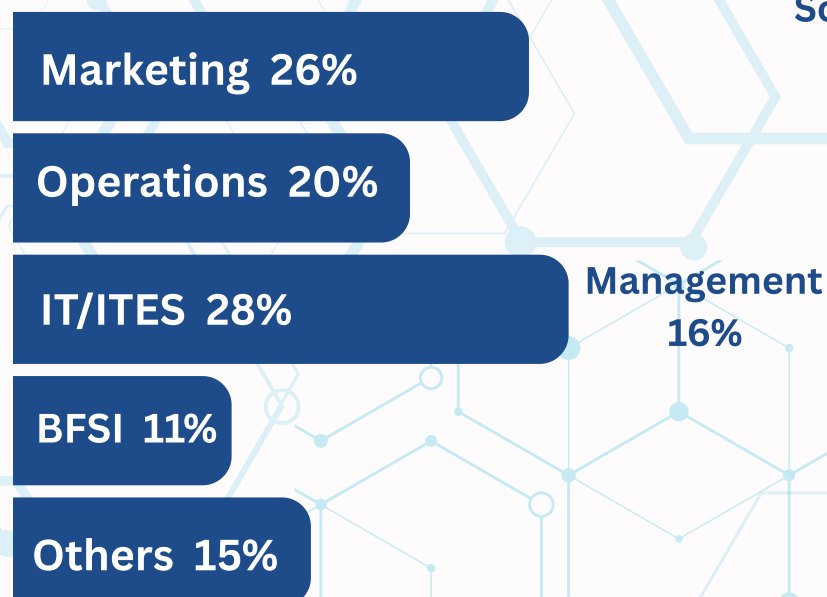 Marketing 26%
Operations 20%
IT/ITES 28%
Management
16%
BFSI 11%
Others 15%